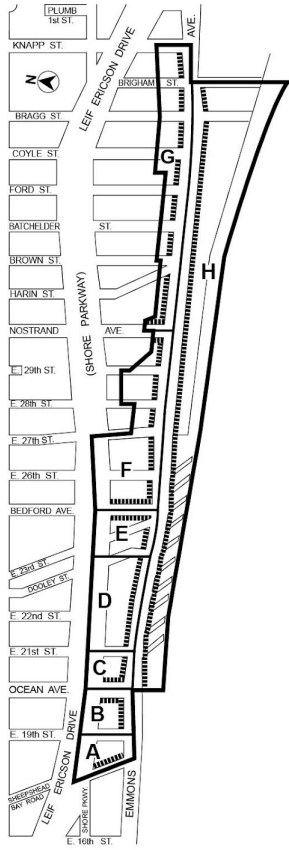 PLUMB
1st ST.
KNAPP ST.
AVE.
LEIF ERICSON DRIVE
BRIGHAM ST.
BRAGG ST.
N
COYLE ST.
G
FORD ST.
BATCHELDER ST.
BROWN ST.
H
HARIN ST.
(SHORE PARKWAY)
NOSTRAND AVE.
E. 29th ST.
E. 28th ST.
E. 27th ST.
F
E. 26th ST.
BEDFORD AVE.
E
E. 23rd ST.
DOOLEY ST.
D
E. 22nd ST.
E. 21st ST.
C
OCEAN AVE.
B
E. 19th ST.
A
LEIF ERICSON DRIVE
SHEEPSHEAD
BAY ROAD
SHORE PKWY.
EMMONS
E. 16th ST.